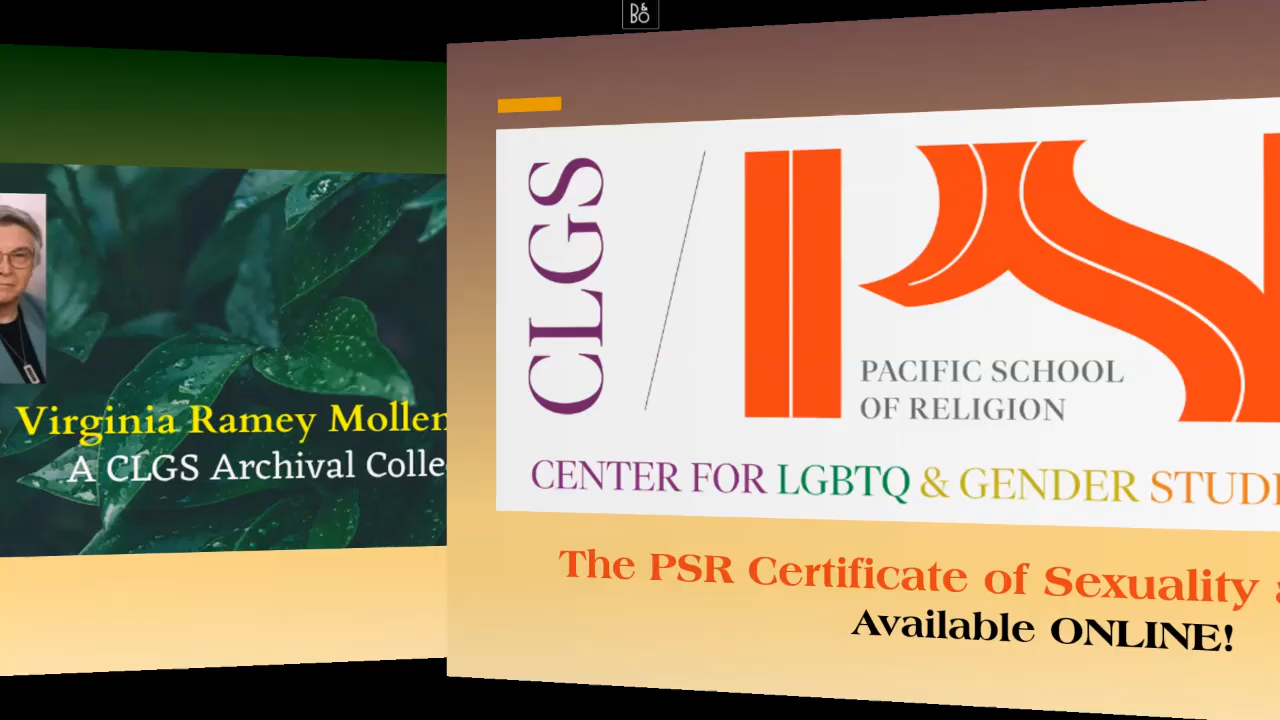 B&O
Virginia Ramey Mollen
A CLGS Archival Colle
CLGS
PSR
PACIFIC SCHOOL
OF RELIGION
CENTER FOR LGBTQ & GENDER STUDI
The PSR Certificate of Sexuality
Available ONLINE!